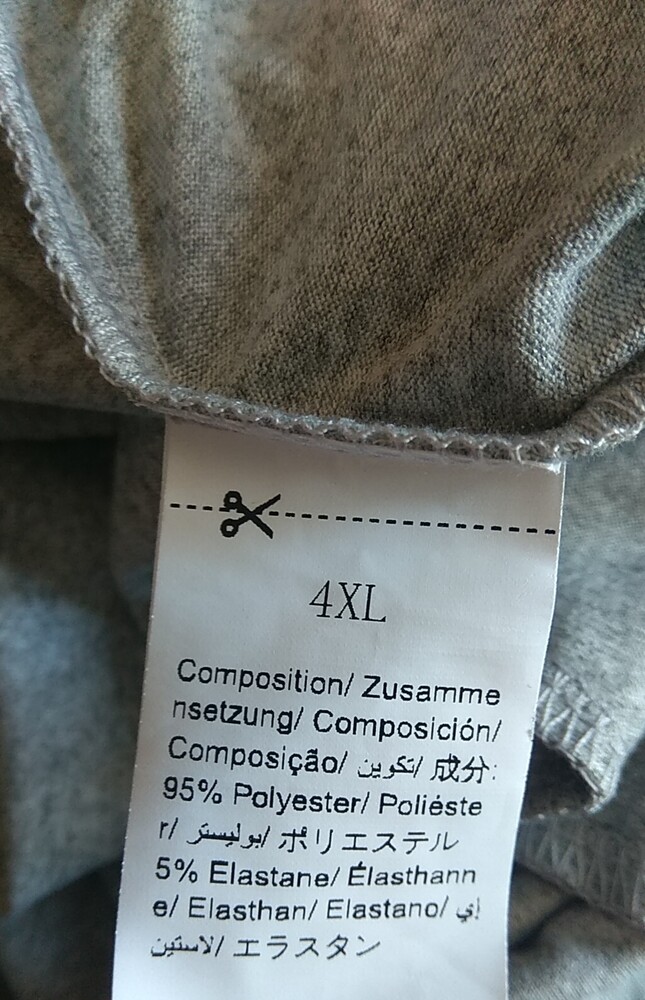 4XL
Composition/ Zusamme
nsetzung/ Composición/
Composição/ تكوين/ 成分:
95% Polyester/ Poliéste
r/ بوليستر/ ポリエステル
5% Elastane/ Élasthann
e/ Elasthan/ Elastano/ إي
لاستين/ エラスタン